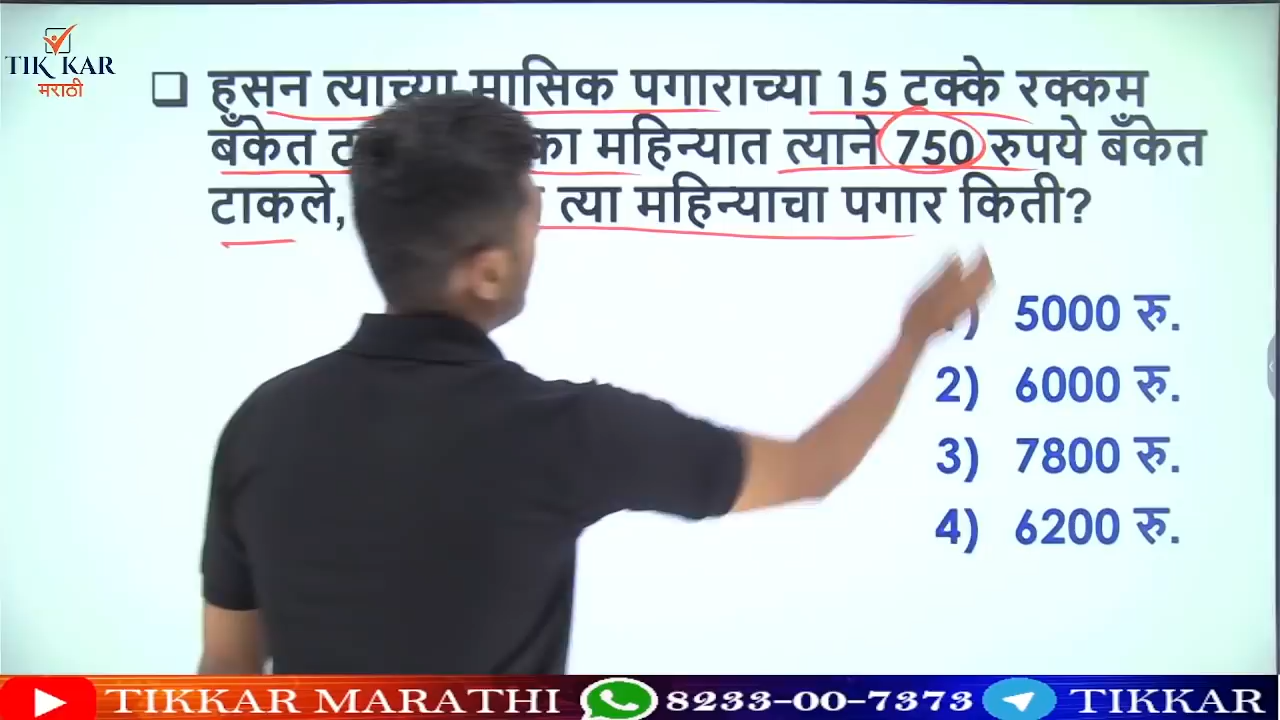 TIK KAR
मराठी
❑ हसन त्याच्या मासिक पगाराच्या 15 टक्के रक्कम
बँकेत महिन्यात त्याने 750 रुपये बँकेत
टाकले, त्या महिन्याचा पगार किती?
1) 5000 रु.
2) 6000 रु.
3) 7800 रु.
4) 6200 रु.
TIKKAR MARATHI 8233-00-7373 TIKKAR